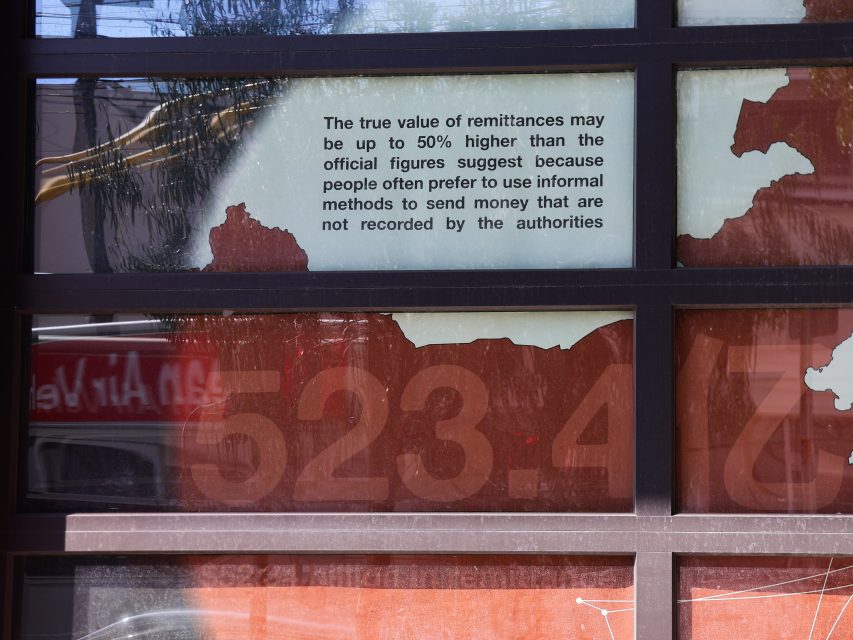 The true value of remittances may
be up to 50% higher than the
official figures suggest because
people often prefer to use informal
methods to send money that are
not recorded by the authorities
523.4